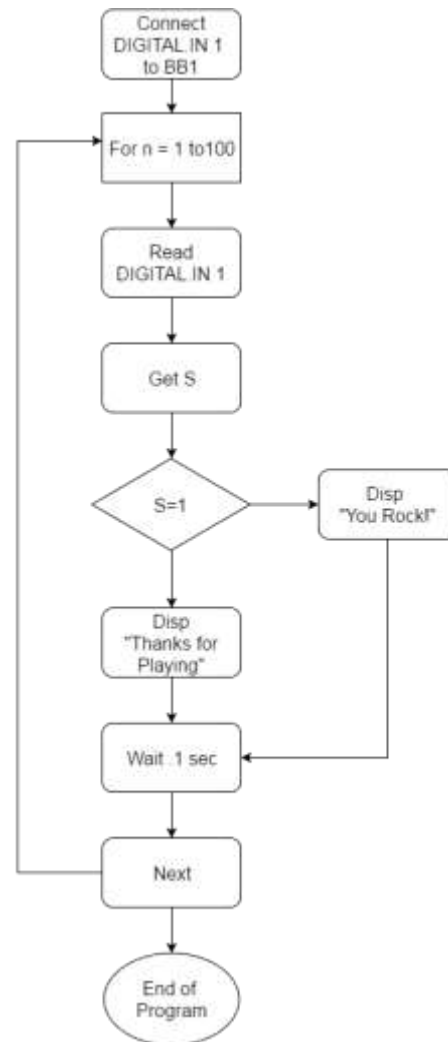 Connect
DIGITAL IN 1
to BB1
For n = 1 to100
Read
DIGITAL IN 1
Get S
S=1
Disp
"You Rock!"
Disp
"Thanks for
Playing"
Wait .1 sec
Next
End of
Program